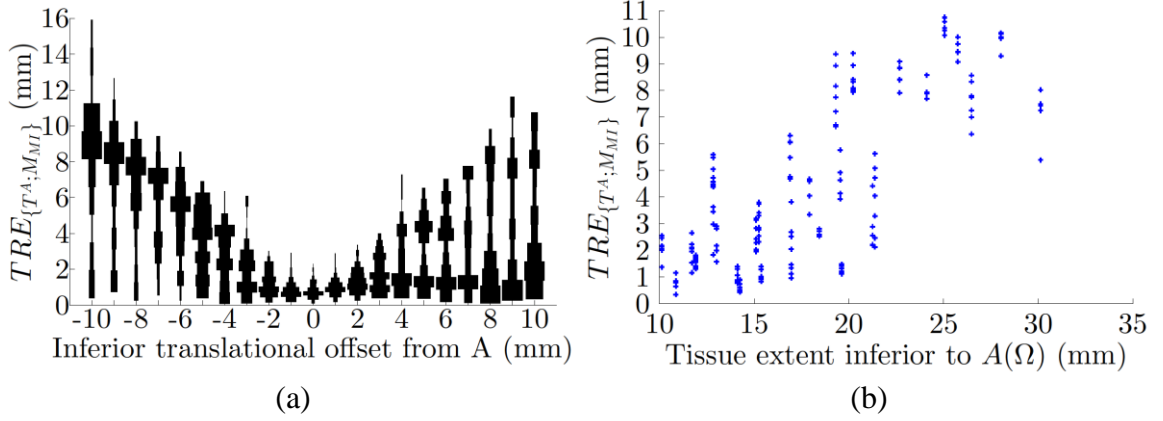 16
14
12
10
8
6
4
2
0
TRE{T^A;M_MI} (mm)
-10 -8 -6 -4 -2 0 2 4 6 8 10
Inferior translational offset from A (mm)
(a)
11
10
9
8
7
6
5
4
3
2
1
0
TRE{T^A;M_MI} (mm)
10 15 20 25 30 35
Tissue extent inferior to A(Ω) (mm)
(b)